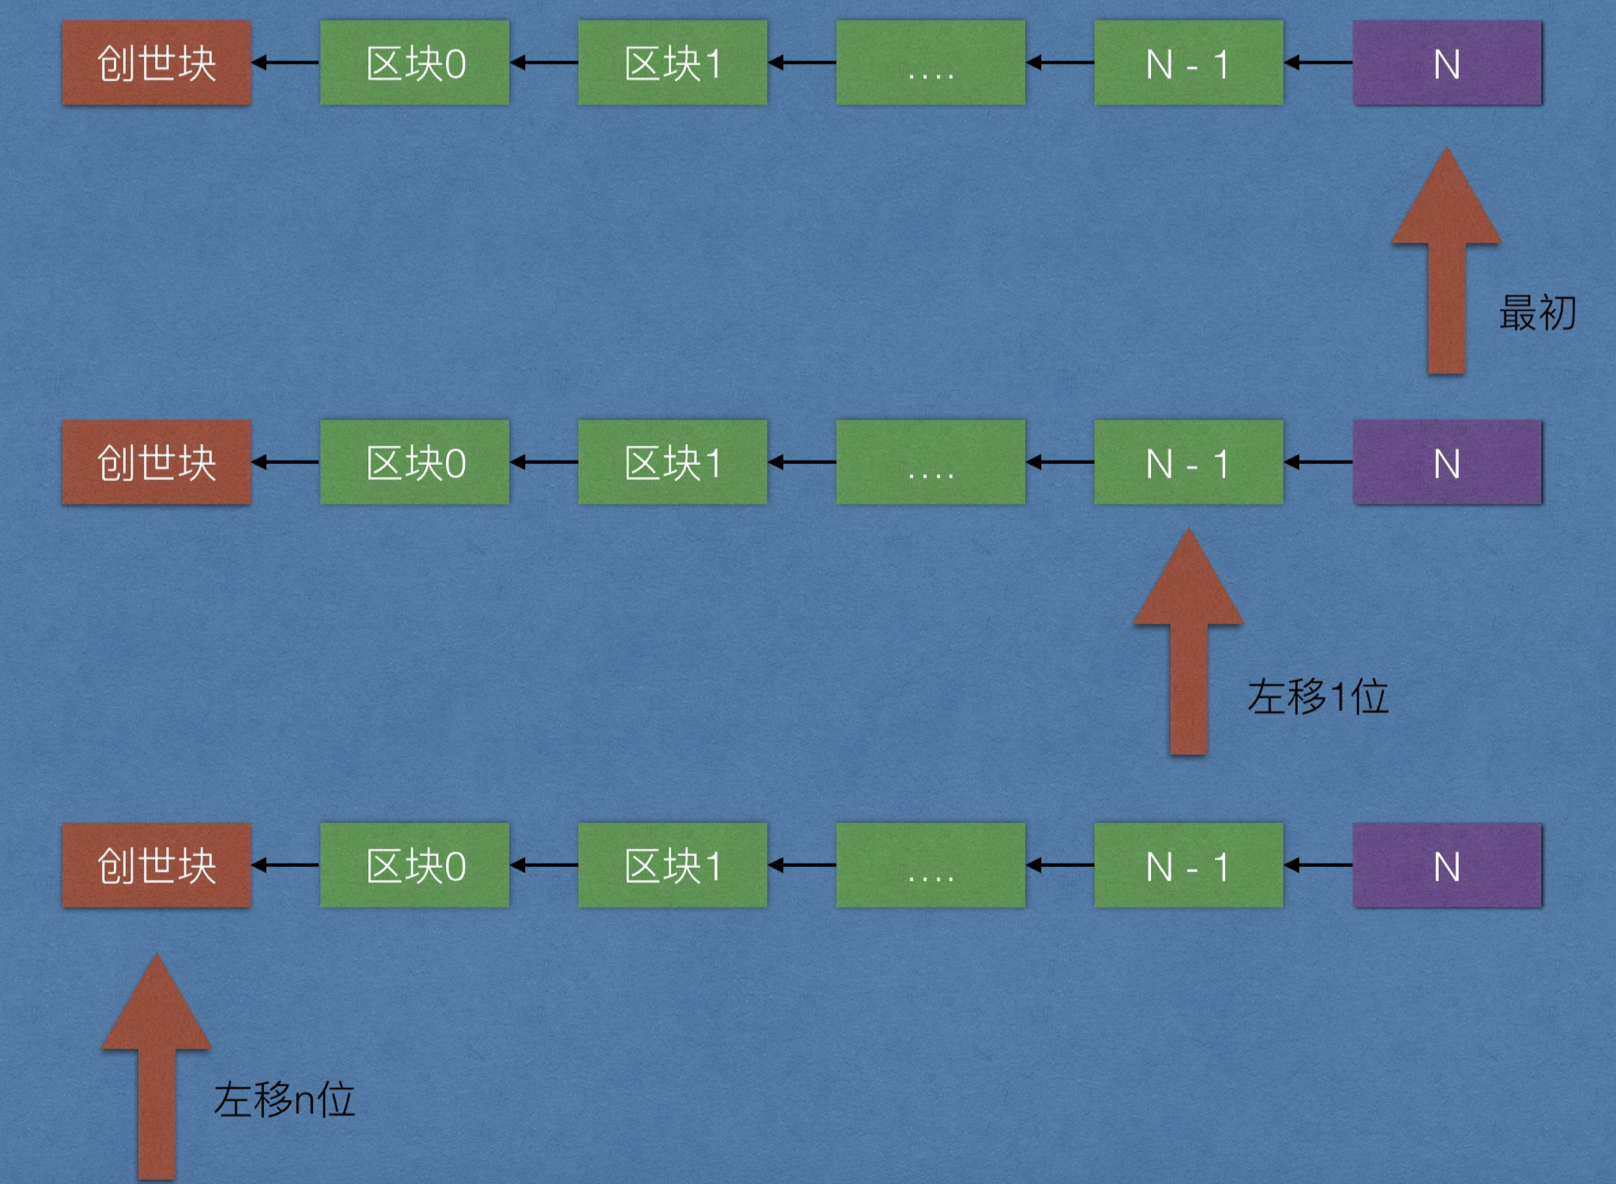 创世块 区块0 区块1 .... N - 1 N
最初
创世块 区块0 区块1 .... N - 1 N
左移1位
创世块 区块0 区块1 .... N - 1 N
左移n位